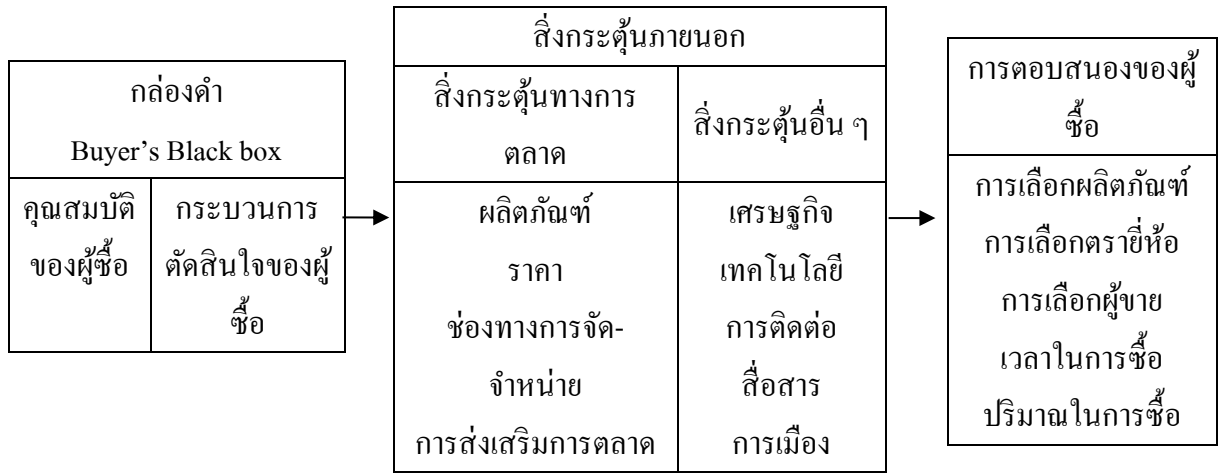 กล่องดำ
Buyer's Black box
คุณสมบัติ
ของผู้ซื้อ
กระบวนการ
ตัดสินใจของผู้
ซื้อ
สิ่งกระตุ้นภายนอก
สิ่งกระตุ้นทางการ
ตลาด
สิ่งกระตุ้นอื่น ๆ
ผลิตภัณฑ์
ราคา
ช่องทางการจัด-
จำหน่าย
การส่งเสริมการตลาด
เศรษฐกิจ
เทคโนโลยี
การติดต่อ
สื่อสาร
การเมือง
การตอบสนองของผู้
ซื้อ
การเลือกผลิตภัณฑ์
การเลือกตรายี่ห้อ
การเลือกผู้ขาย
เวลาในการซื้อ
ปริมาณในการซื้อ